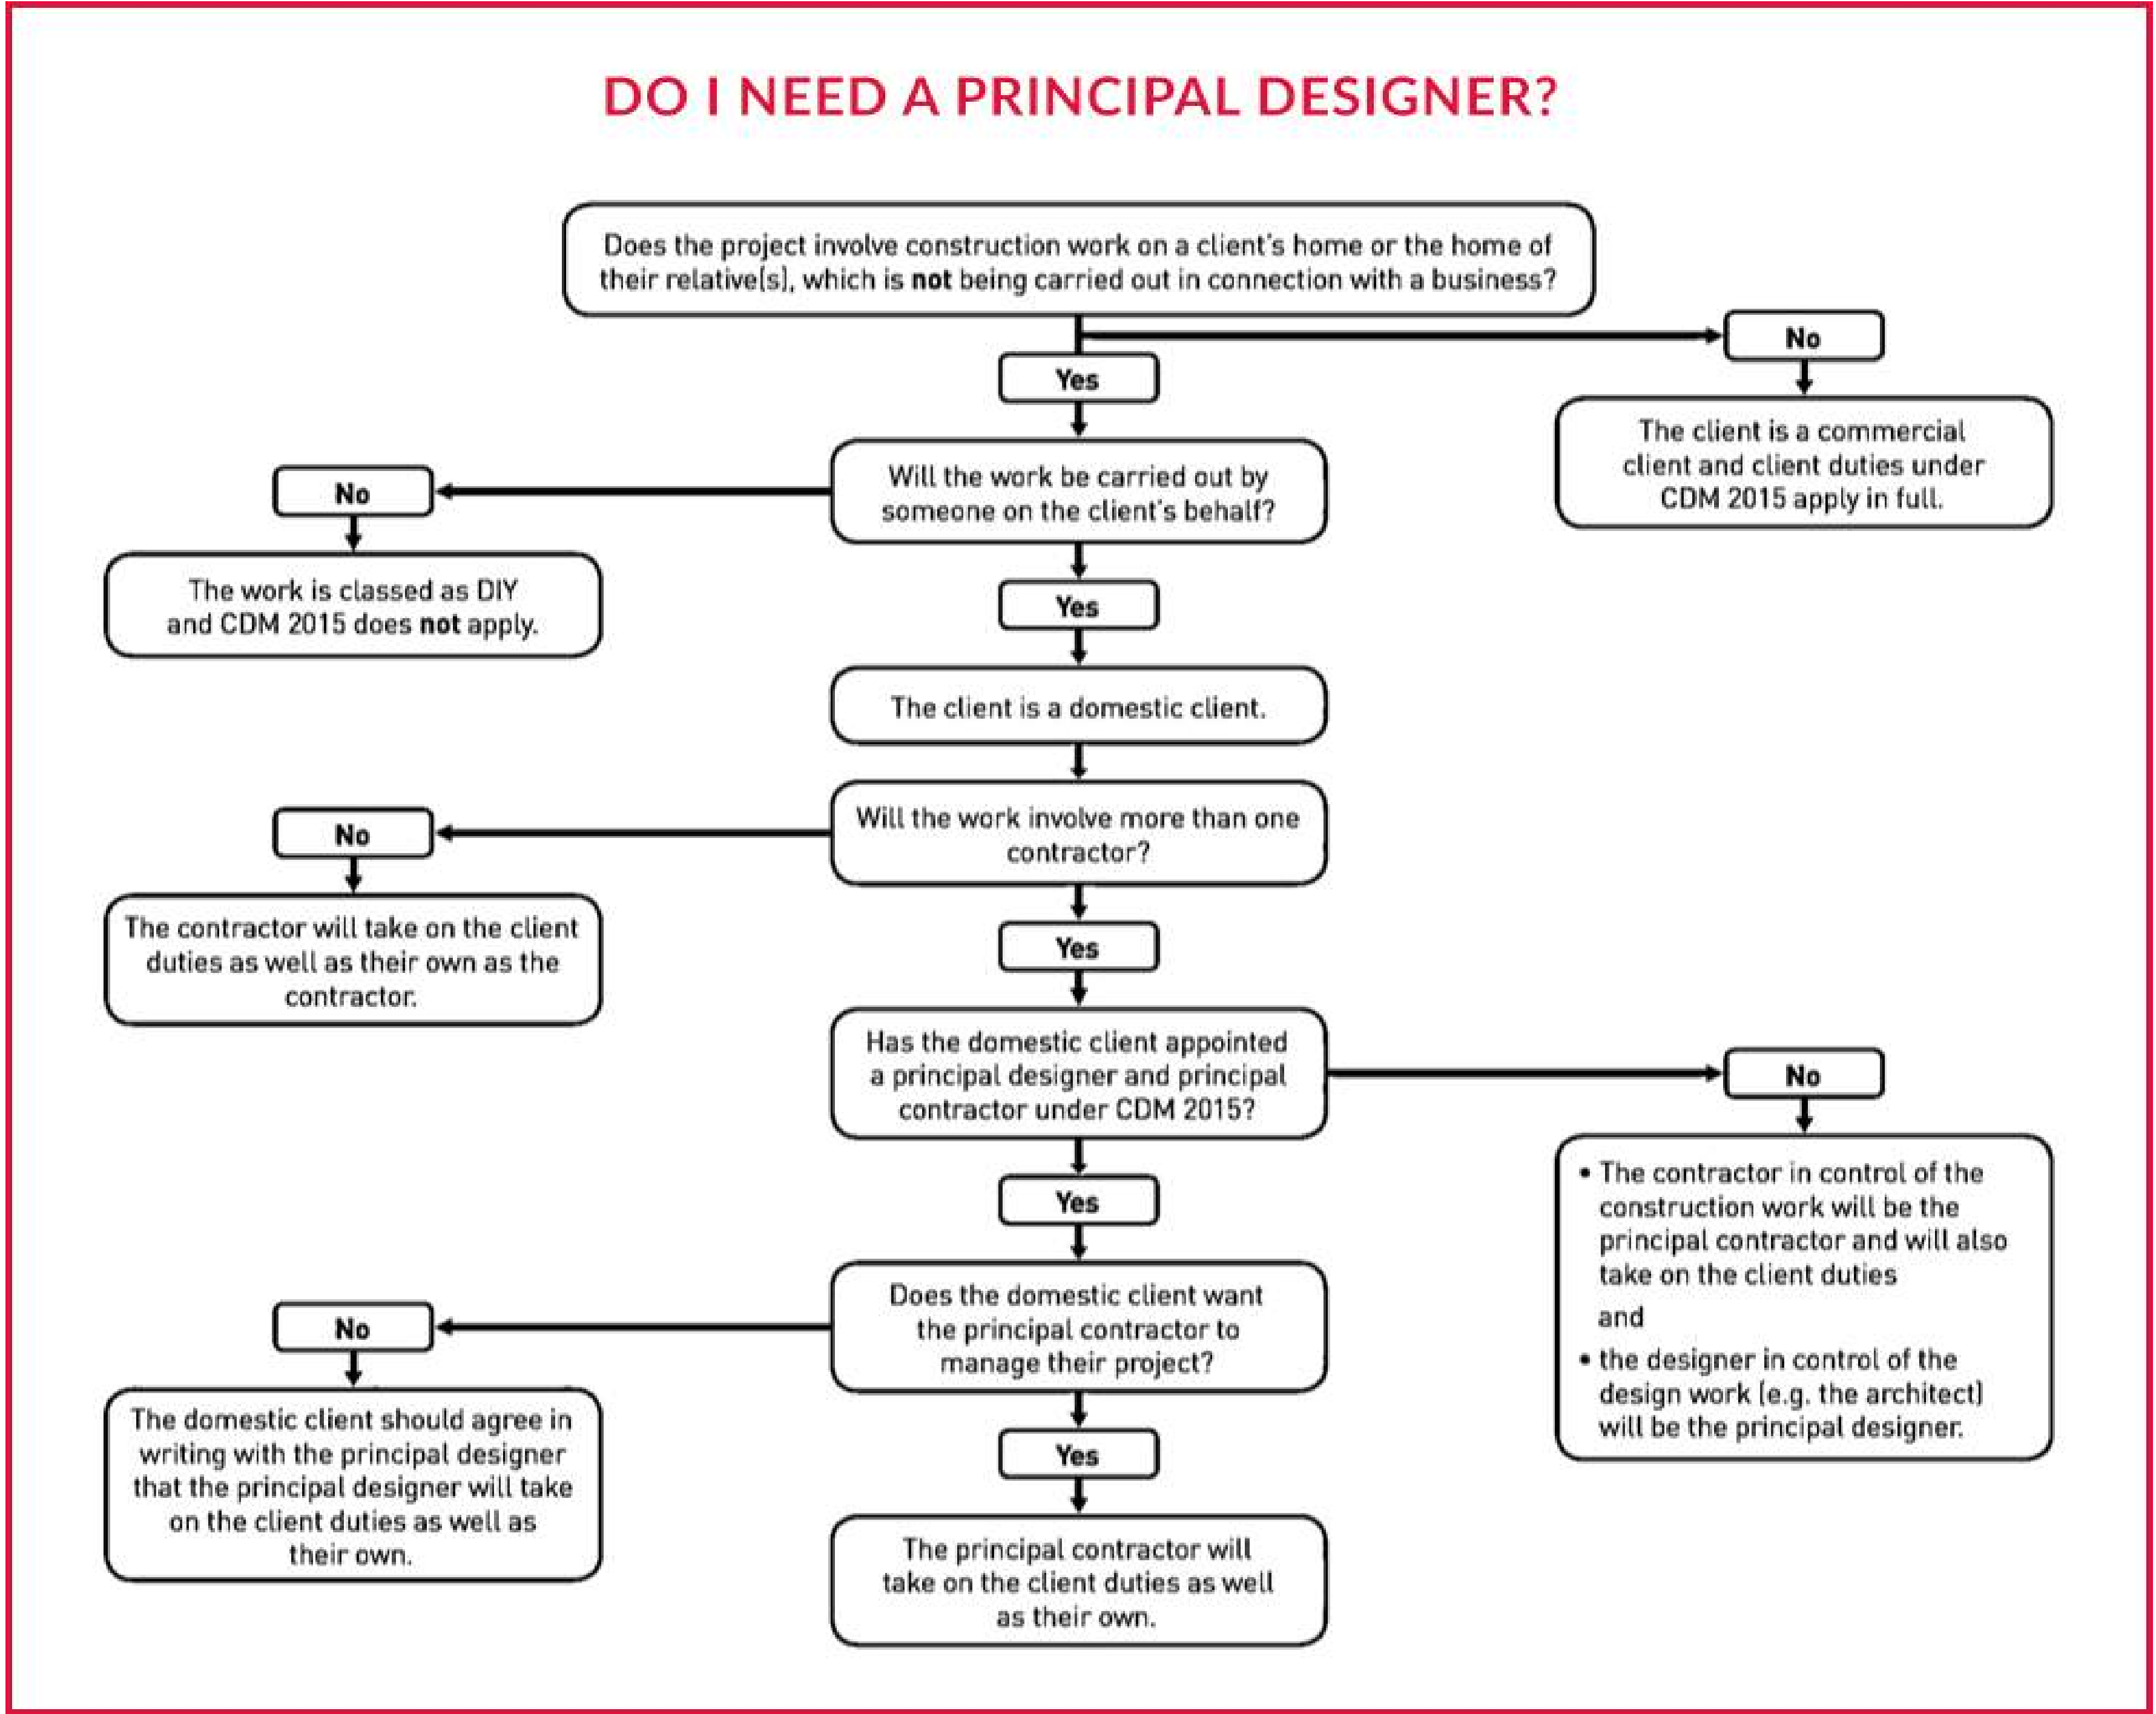 DO I NEED A PRINCIPAL DESIGNER?
Does the project involve construction work on a client's home or the home of
their relative(s), which is not being carried out in connection with a business?
No
Yes
The client is a commercial
client and client duties under
CDM 2015 apply in full.
Will the work be carried out by
someone on the client's behalf?
No
The work is classed as DIY
and CDM 2015 does not apply.
Yes
The client is a domestic client.
Will the work involve more than one
contractor?
No
The contractor will take on the client
duties as well as their own as the
contractor.
Yes
Has the domestic client appointed
a principal designer and principal
contractor under CDM 2015?
No
• The contractor in control of the
construction work will be the
principal contractor and will also
take on the client duties
and
• the designer in control of the
design work (e.g. the architect)
will be the principal designer.
Yes
Does the domestic client want
the principal contractor to
manage their project?
No
The domestic client should agree in
writing with the principal designer
that the principal designer will take
on the client duties as well as
their own.
Yes
The principal contractor will
take on the client duties as well
as their own.